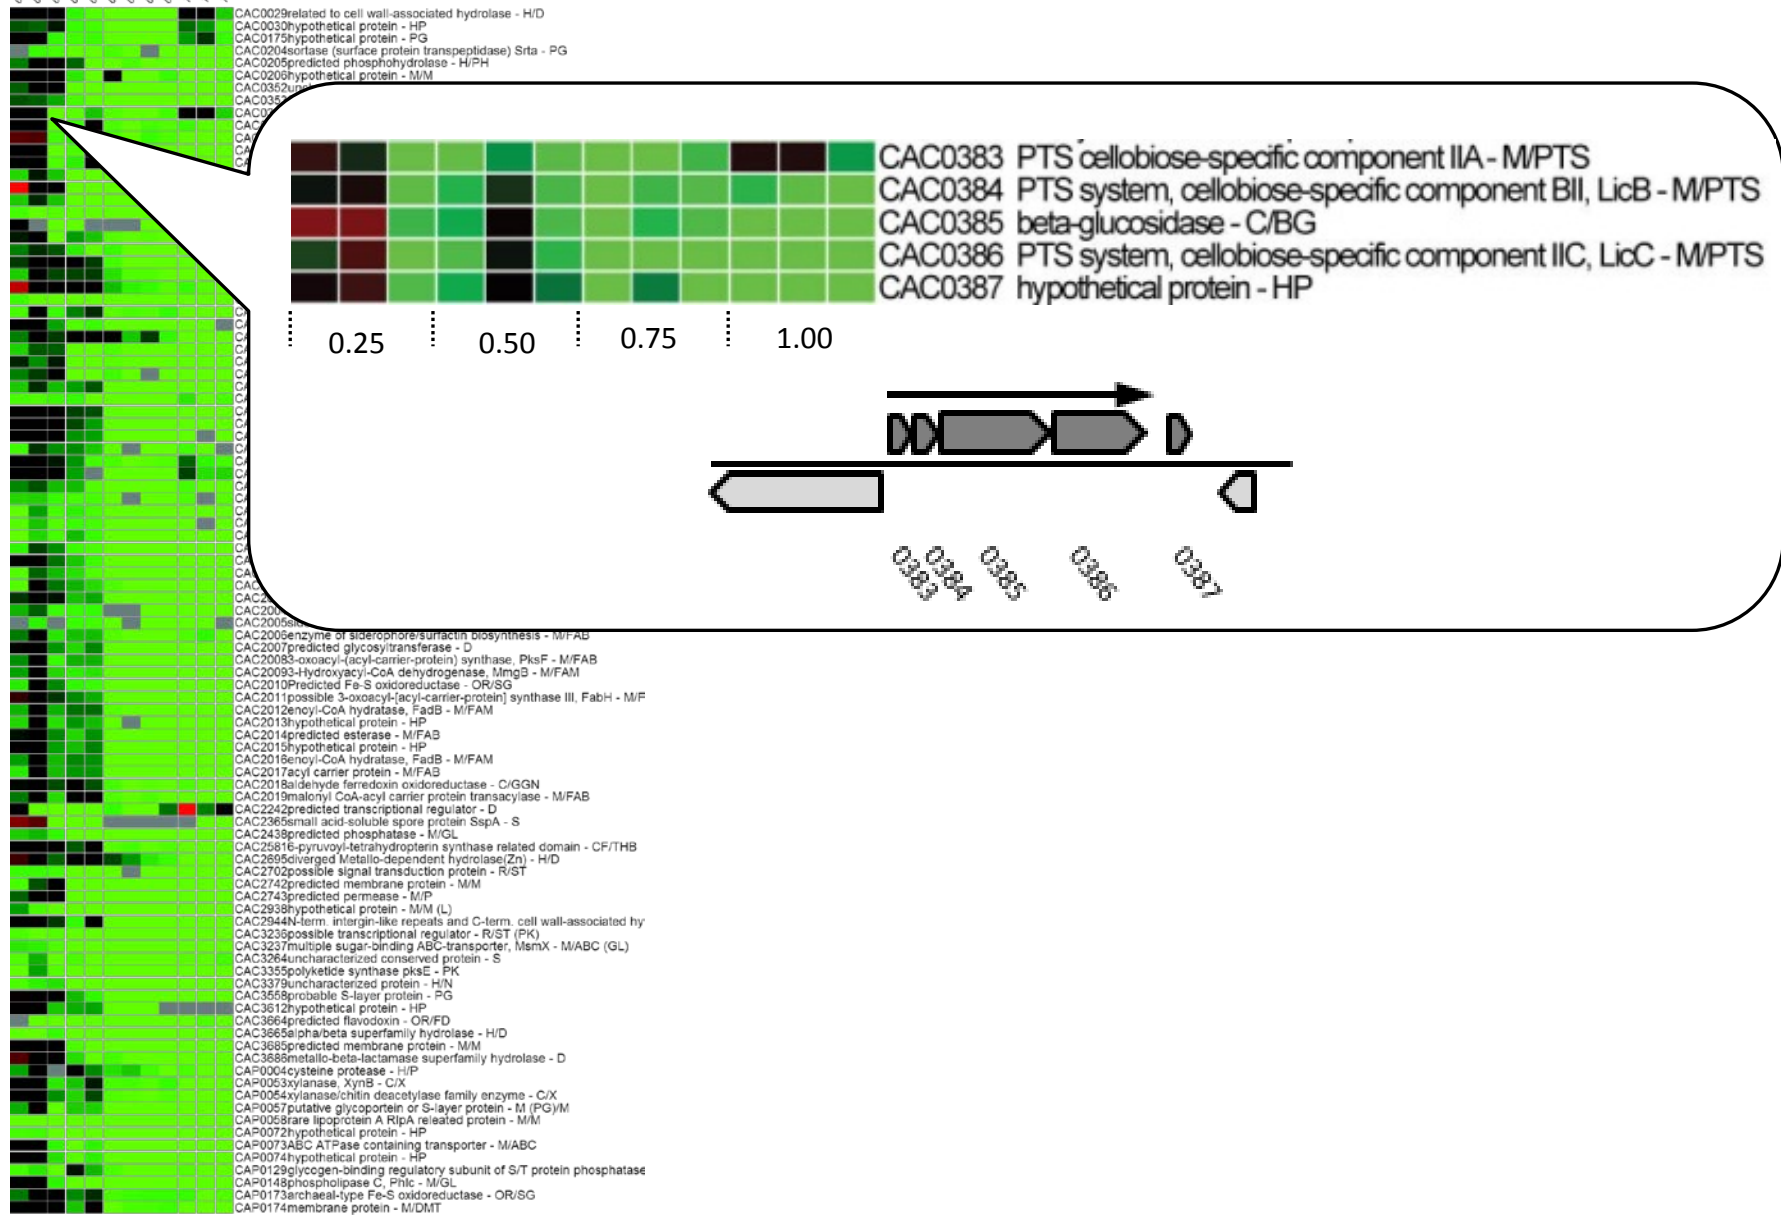 CAC0029related to cell wall-associated hydrolase - H/D
CAC0030hypothetical protein - HP
CAC0175hypothetical protein - PG
CAC0204sortase (surface protein transpeptidase) Srta - PG
CAC0205predicted phosphohydrolase - H/PH
CAC0206hypothetical protein - M/M
CAC0383 PTS cellobiose-specific component IIA - M/PTS
CAC0384 PTS system, cellobiose-specific component BII, LicB - M/PTS
CAC0385 beta-glucosidase - C/BG
CAC0386 PTS system, cellobiose-specific component IIC, LicC - M/PTS
CAC0387 hypothetical protein - HP
0.25 0.50 0.75 1.00
0383 0384 0385 0386 0387
CAC2006enzyme of siderophore/surfactin biosynthesis - M/FAB
CAC2007predicted glycosyltransferase - D
CAC20083-oxoacyl-(acyl-carrier-protein) synthase, PksF - M/FAB
CAC20093-Hydroxyacyl-CoA dehydrogenase, MmgB - M/FAM
CAC2010Predicted Fe-S oxidoreductase - OR/SG
CAC2011possible 3-oxoacyl-[acyl-carrier-protein] synthase III, FabH - M/F
CAC2012enoyl-CoA hydratase, FadB - M/FAM
CAC2013hypothetical protein - HP
CAC2014predicted esterase - M/FAB
CAC2015hypothetical protein - HP
CAC2016enoyl-CoA hydratase, FadB - M/FAM
CAC2017acyl carrier protein - M/FAB
CAC2018aldehyde ferredoxin oxidoreductase - C/GGN
CAC2019malonyl CoA-acyl carrier protein transacylase - M/FAB
CAC2242predicted transcriptional regulator - D
CAC2365small acid-soluble spore protein SspA - S
CAC2438predicted phosphatase - M/GL
CAC25816-pyruvoyl-tetrahydropterin synthase related domain - CF/THB
CAC2695diverged Metallo-dependent hydrolase(Zn) - H/D
CAC2702possible signal transduction protein - R/ST
CAC2742predicted membrane protein - M/M
CAC2743predicted permease - M/P
CAC2938hypothetical protein - M/M (L)
CAC2944N-term. intergin-like repeats and C-term. cell wall-associated hy
CAC3236possible transcriptional regulator - R/ST (PK)
CAC3237multiple sugar-binding ABC-transporter, MsmX - M/ABC (GL)
CAC3264uncharacterized conserved protein - S
CAC3355polyketide synthase pksE - PK
CAC3379uncharacterized protein - H/N
CAC3558probable S-layer protein - PG
CAC3612hypothetical protein - HP
CAC3664predicted flavodoxin - OR/FD
CAC3665alpha/beta superfamily hydrolase - H/D
CAC3685predicted membrane protein - M/M
CAC3686metallo-beta-lactamase superfamily hydrolase - D
CAP0004cysteine protease - H/P
CAP0053xylanase, XynB - C/X
CAP0054xylanase/chitin deacetylase family enzyme - C/X
CAP0057putative glycoportein or S-layer protein - M (PG)/M
CAP0058rare lipoprotein A RlpA releated protein - M/M
CAP0072hypothetical protein - HP
CAP0073ABC ATPase containing transporter - M/ABC
CAP0074hypothetical protein - HP
CAP0129glycogen-binding regulatory subunit of S/T protein phosphatase
CAP0148phospholipase C, Phlc - M/GL
CAP0173archaeal-type Fe-S oxidoreductase - OR/SG
CAP0174membrane protein - M/DMT